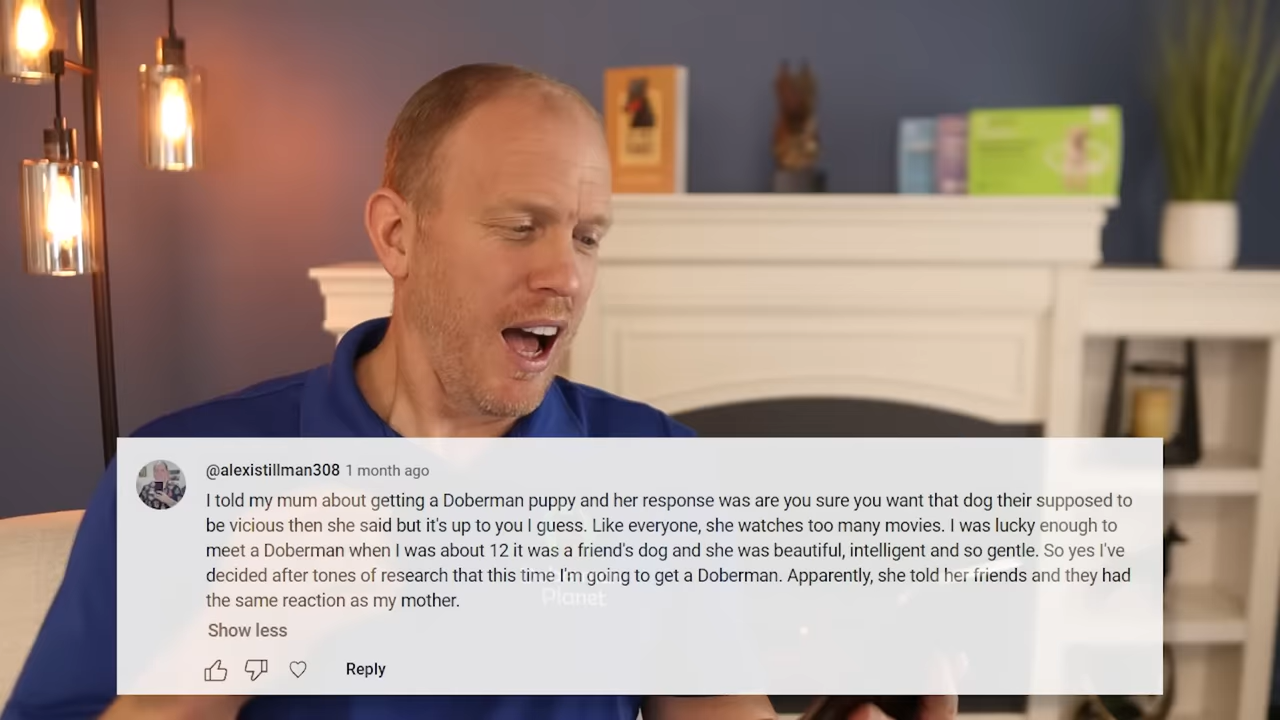 @alexistillman308 1 month ago
I told my mum about getting a Doberman puppy and her response was are you sure you want that dog their supposed to
be vicious then she said but it's up to you I guess. Like everyone, she watches too many movies. I was lucky enough to
meet a Doberman when I was about 12 it was a friend's dog and she was beautiful, intelligent and so gentle. So yes I've
decided after tones of research that this time I'm going to get a Doberman. Apparently, she told her friends and they had
the same reaction as my mother.
Planet
Show less
Reply